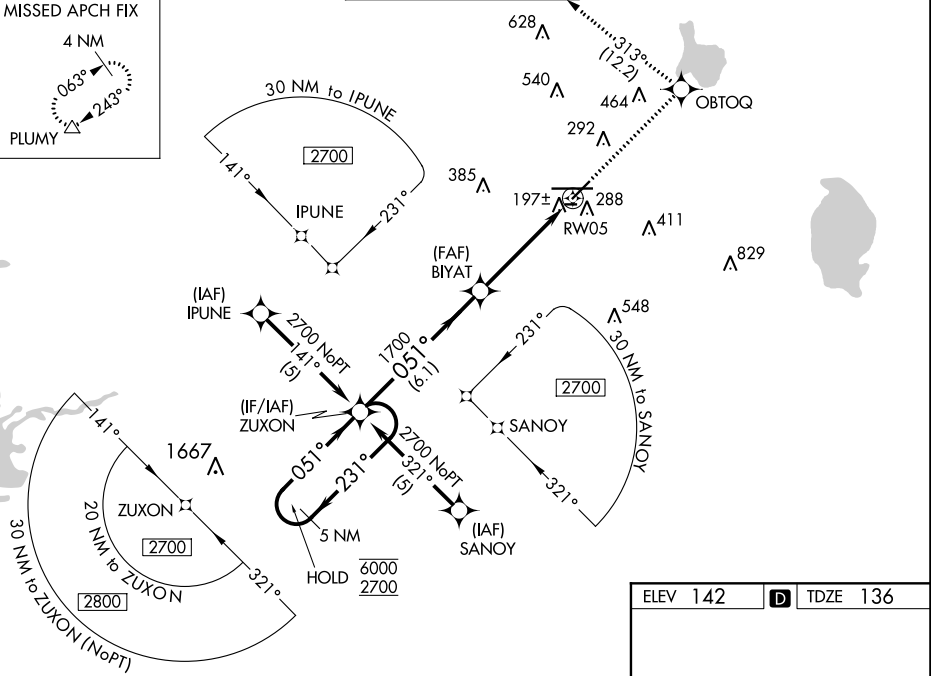 MISSED APCH FIX
4 NM
063°
243°
PLUMY
30 NM to IPUNE
2700
141°
231°
IPUNE
628
540
464
292
385
197±
288
RW05
411
829
548
313°
(12.2)
OBTOQ
(FAF)
BIYAT
(IAF)
IPUNE
2700 NoPT
141°
(5)
1700
051°
(6.1)
(IF/IAF)
ZUXON
231°
2700
30 NM to SANOY
SANOY
321°
2700 NoPT
321°
(5)
(IAF)
SANOY
051°
231°
5 NM
HOLD
6000
2700
1667
141°
ZUXON
2700
20 NM to ZUXON
321°
2800
30 NM to ZUXON (NoPT)
ELEV 142 D TDZE 136